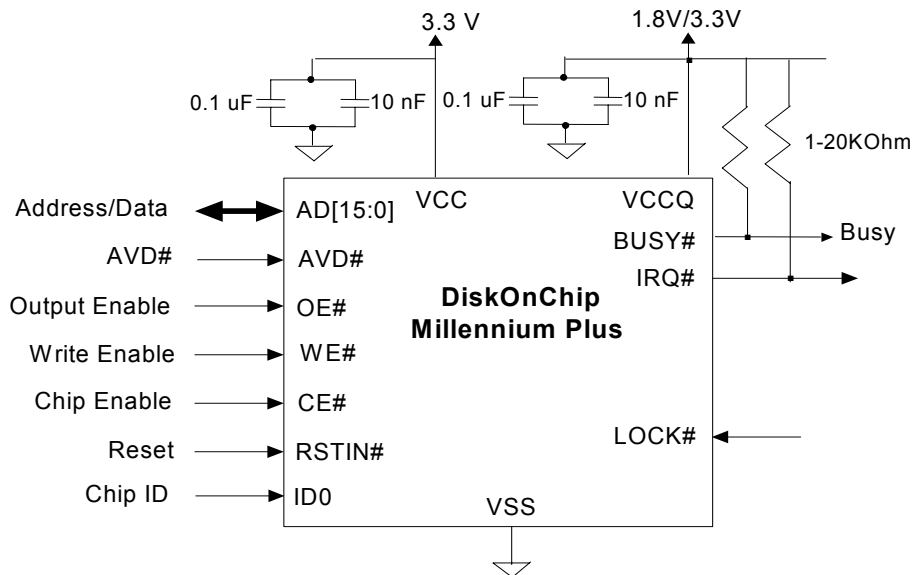 3.3 V
1.8V/3.3V
0.1 uF
10 nF
0.1 uF
10 nF
1-20KOhm
Address/Data
AD[15:0]
VCC
VCCQ
BUSY#
Busy
AVD#
AVD#
IRQ#
Output Enable
OE#
DiskOnChip
Millennium Plus
Write Enable
WE#
Chip Enable
CE#
LOCK#
Reset
RSTIN#
Chip ID
ID0
VSS